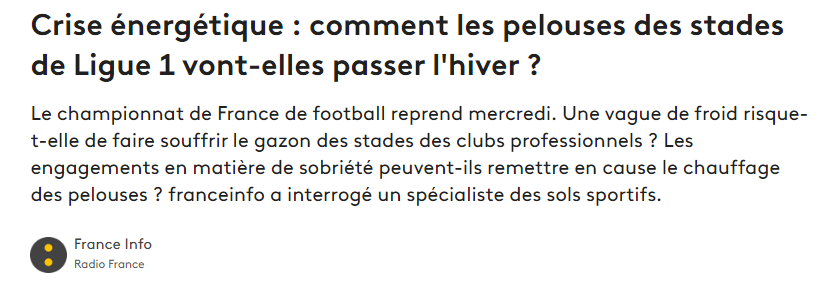 Crise énergétique : comment les pelouses des stades
de Ligue 1 vont-elles passer l'hiver ?
Le championnat de France de football reprend mercredi. Une vague de froid risque-
t-elle de faire souffrir le gazon des stades des clubs professionnels ? Les
engagements en matière de sobriété peuvent-ils remettre en cause le chauffage
des pelouses ? franceinfo a interrogé un spécialiste des sols sportifs.
France Info
Radio France